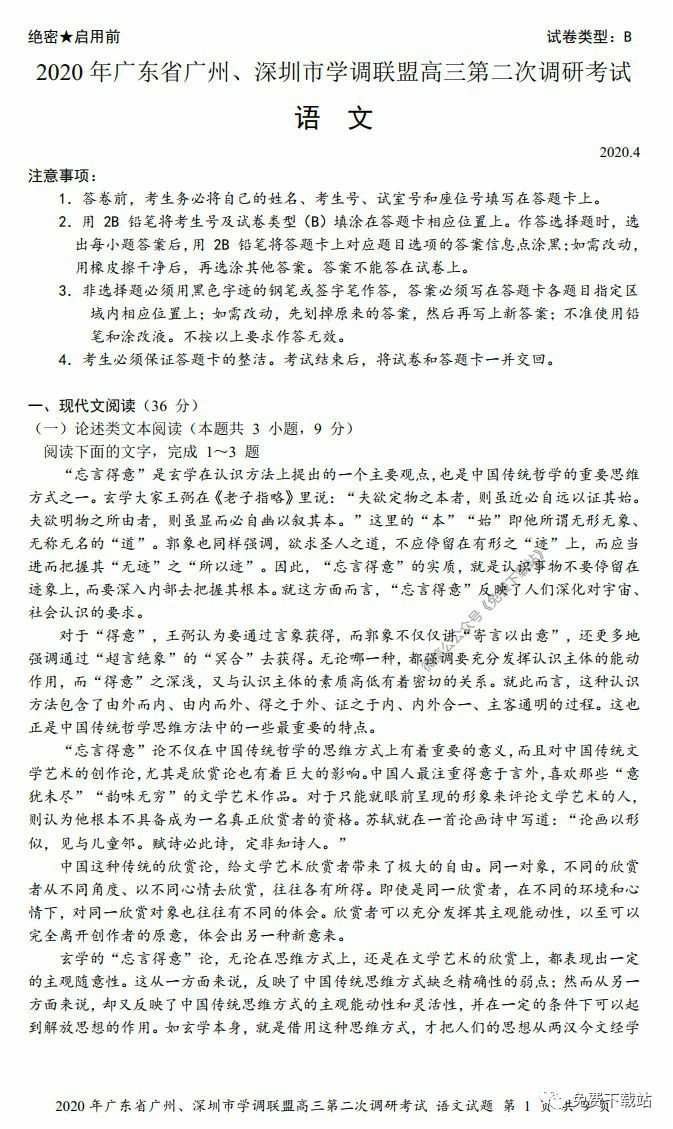 绝密★启用前 试卷类型：B
2020 年广东省广州、深圳市学调联盟高三第二次调研考试
语 文
2020.4
注意事项：
1．答卷前，考生务必将自己的姓名、考生号、试室号和座位号填写在答题卡上。
2．用 2B 铅笔将考生号及试卷类型（B）填涂在答题卡相应位置上。作答选择题时，选
出每小题答案后，用 2B 铅笔将答题卡上对应题目选项的答案信息点涂黑；如需改动，
用橡皮擦干净后，再选涂其他答案。答案不能答在试卷上。
3．非选择题必须用黑色字迹的钢笔或签字笔作答，答案必须写在答题卡各题目指定区
域内相应位置上；如需改动，先划掉原来的答案，然后再写上新答案；不准使用铅
笔和涂改液。不按以上要求作答无效。
4．考生必须保证答题卡的整洁。考试结束后，将试卷和答题卡一并交回。
一、现代文阅读（36 分）
（一）论述类文本阅读（本题共 3 小题，9 分）
阅读下面的文字，完成 1～3 题
“忘言得意”是玄学在认识方法上提出的一个主要观点，也是中国传统哲学的重要思维
方式之一。玄学大家王弼在《老子指略》里说：“夫欲定物之本者，则虽近必自远以证其始。
夫欲明物之所由者，则虽显而必自幽以叙其本。”这里的“本”“始”即他所谓无形无象、
无称无名的“道”。郭象也同样强调，欲求圣人之道，不应停留在有形之“迹”上，而应当
进而把握其“无迹”之“所以迹”。因此，“忘言得意”的实质，就是认识事物不要停留在
迹象上，而要深入内部去把握其根本。就这方面而言，“忘言得意”反映了人们深化对宇宙、
社会认识的要求。
对于“得意”，王弼认为要通过言象获得，而郭象不仅仅讲“寄言以出意”，还更多地
强调通过“超言绝象”的“冥合”去获得。无论哪一种，都强调要充分发挥认识主体的能动
作用，而“得意”之深浅，又与认识主体的素质高低有着密切的关系。就此而言，这种认识
方法包含了由外而内、由内而外、得之于外、证之于内、内外合一、主客通明的过程。这也
正是中国传统哲学思维方法中的一些最重要的特点。
“忘言得意”论不仅在中国传统哲学的思维方式上有着重要的意义，而且对中国传统文
学艺术的创作论，尤其是欣赏论也有着巨大的影响。中国人最注重得意于言外，喜欢那些“意
犹未尽”“韵味无穷”的文学艺术作品。对于只能就眼前呈现的形象来评论文学艺术的人，
则认为他根本不具备成为一名真正欣赏者的资格。苏轼就在一首论画诗中写道：“论画以形
似，见与儿童邻。赋诗必此诗，定非知诗人。”
中国这种传统的欣赏论，给文学艺术欣赏者带来了极大的自由。同一对象，不同的欣赏
者从不同角度、以不同心情去欣赏，往往各有所得。即使是同一欣赏者，在不同的环境和心
情下，对同一欣赏对象也往往有不同的体会。欣赏者可以充分发挥其主观能动性，以至可以
完全离开创作者的原意，体会出另一种新意来。
玄学的“忘言得意”论，无论在思维方式上，还是在文学艺术的欣赏上，都表现出一定
的主观随意性。这从一方面来说，反映了中国传统思维方式缺乏精确性的弱点；然而从另一
方面来说，却又反映了中国传统思维方式的主观能动性和灵活性，并在一定的条件下可以起
到解放思想的作用。如玄学本身，就是借用这种思维方式，才把人们的思想从两汉今文经学
2020 年广东省广州、深圳市学调联盟高三第二次调研考试 语文试题 第 1 页 共 9 页
免费下载站